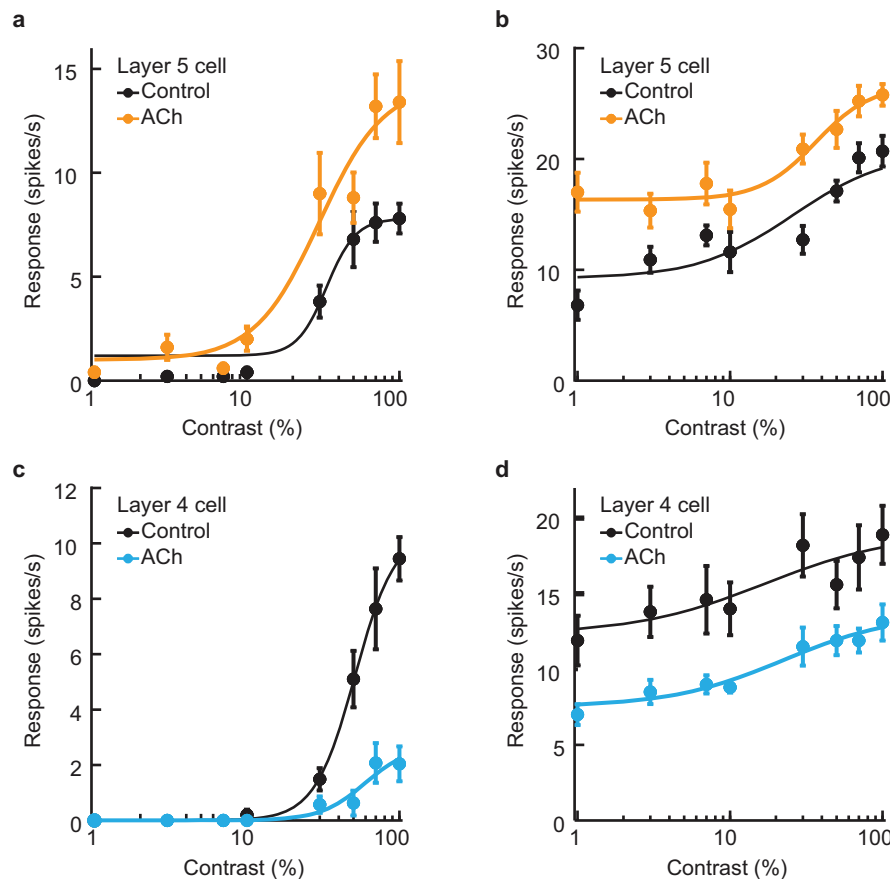 a
Layer 5 cell
Control
ACh
15
10
5
0
Response (spikes/s)
1
10
100
Contrast (%)
b
Layer 5 cell
Control
ACh
30
20
10
0
Response (spikes/s)
1
10
100
Contrast (%)
c
Layer 4 cell
Control
ACh
12
10
8
6
4
2
0
Response (spikes/s)
1
10
100
Contrast (%)
d
Layer 4 cell
Control
ACh
20
15
10
5
0
Response (spikes/s)
1
10
100
Contrast (%)